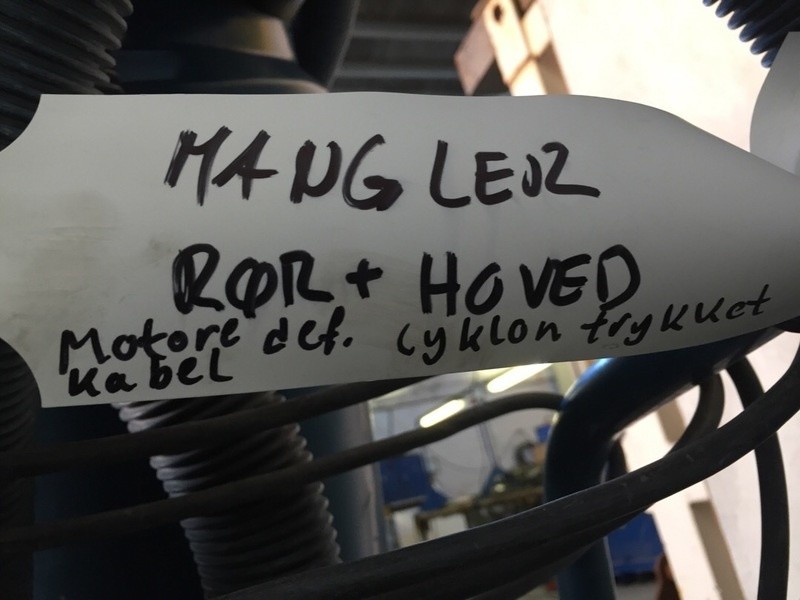 MANGLER
RØR + HOVED
Motore def. Cyklon trykket
Kabel